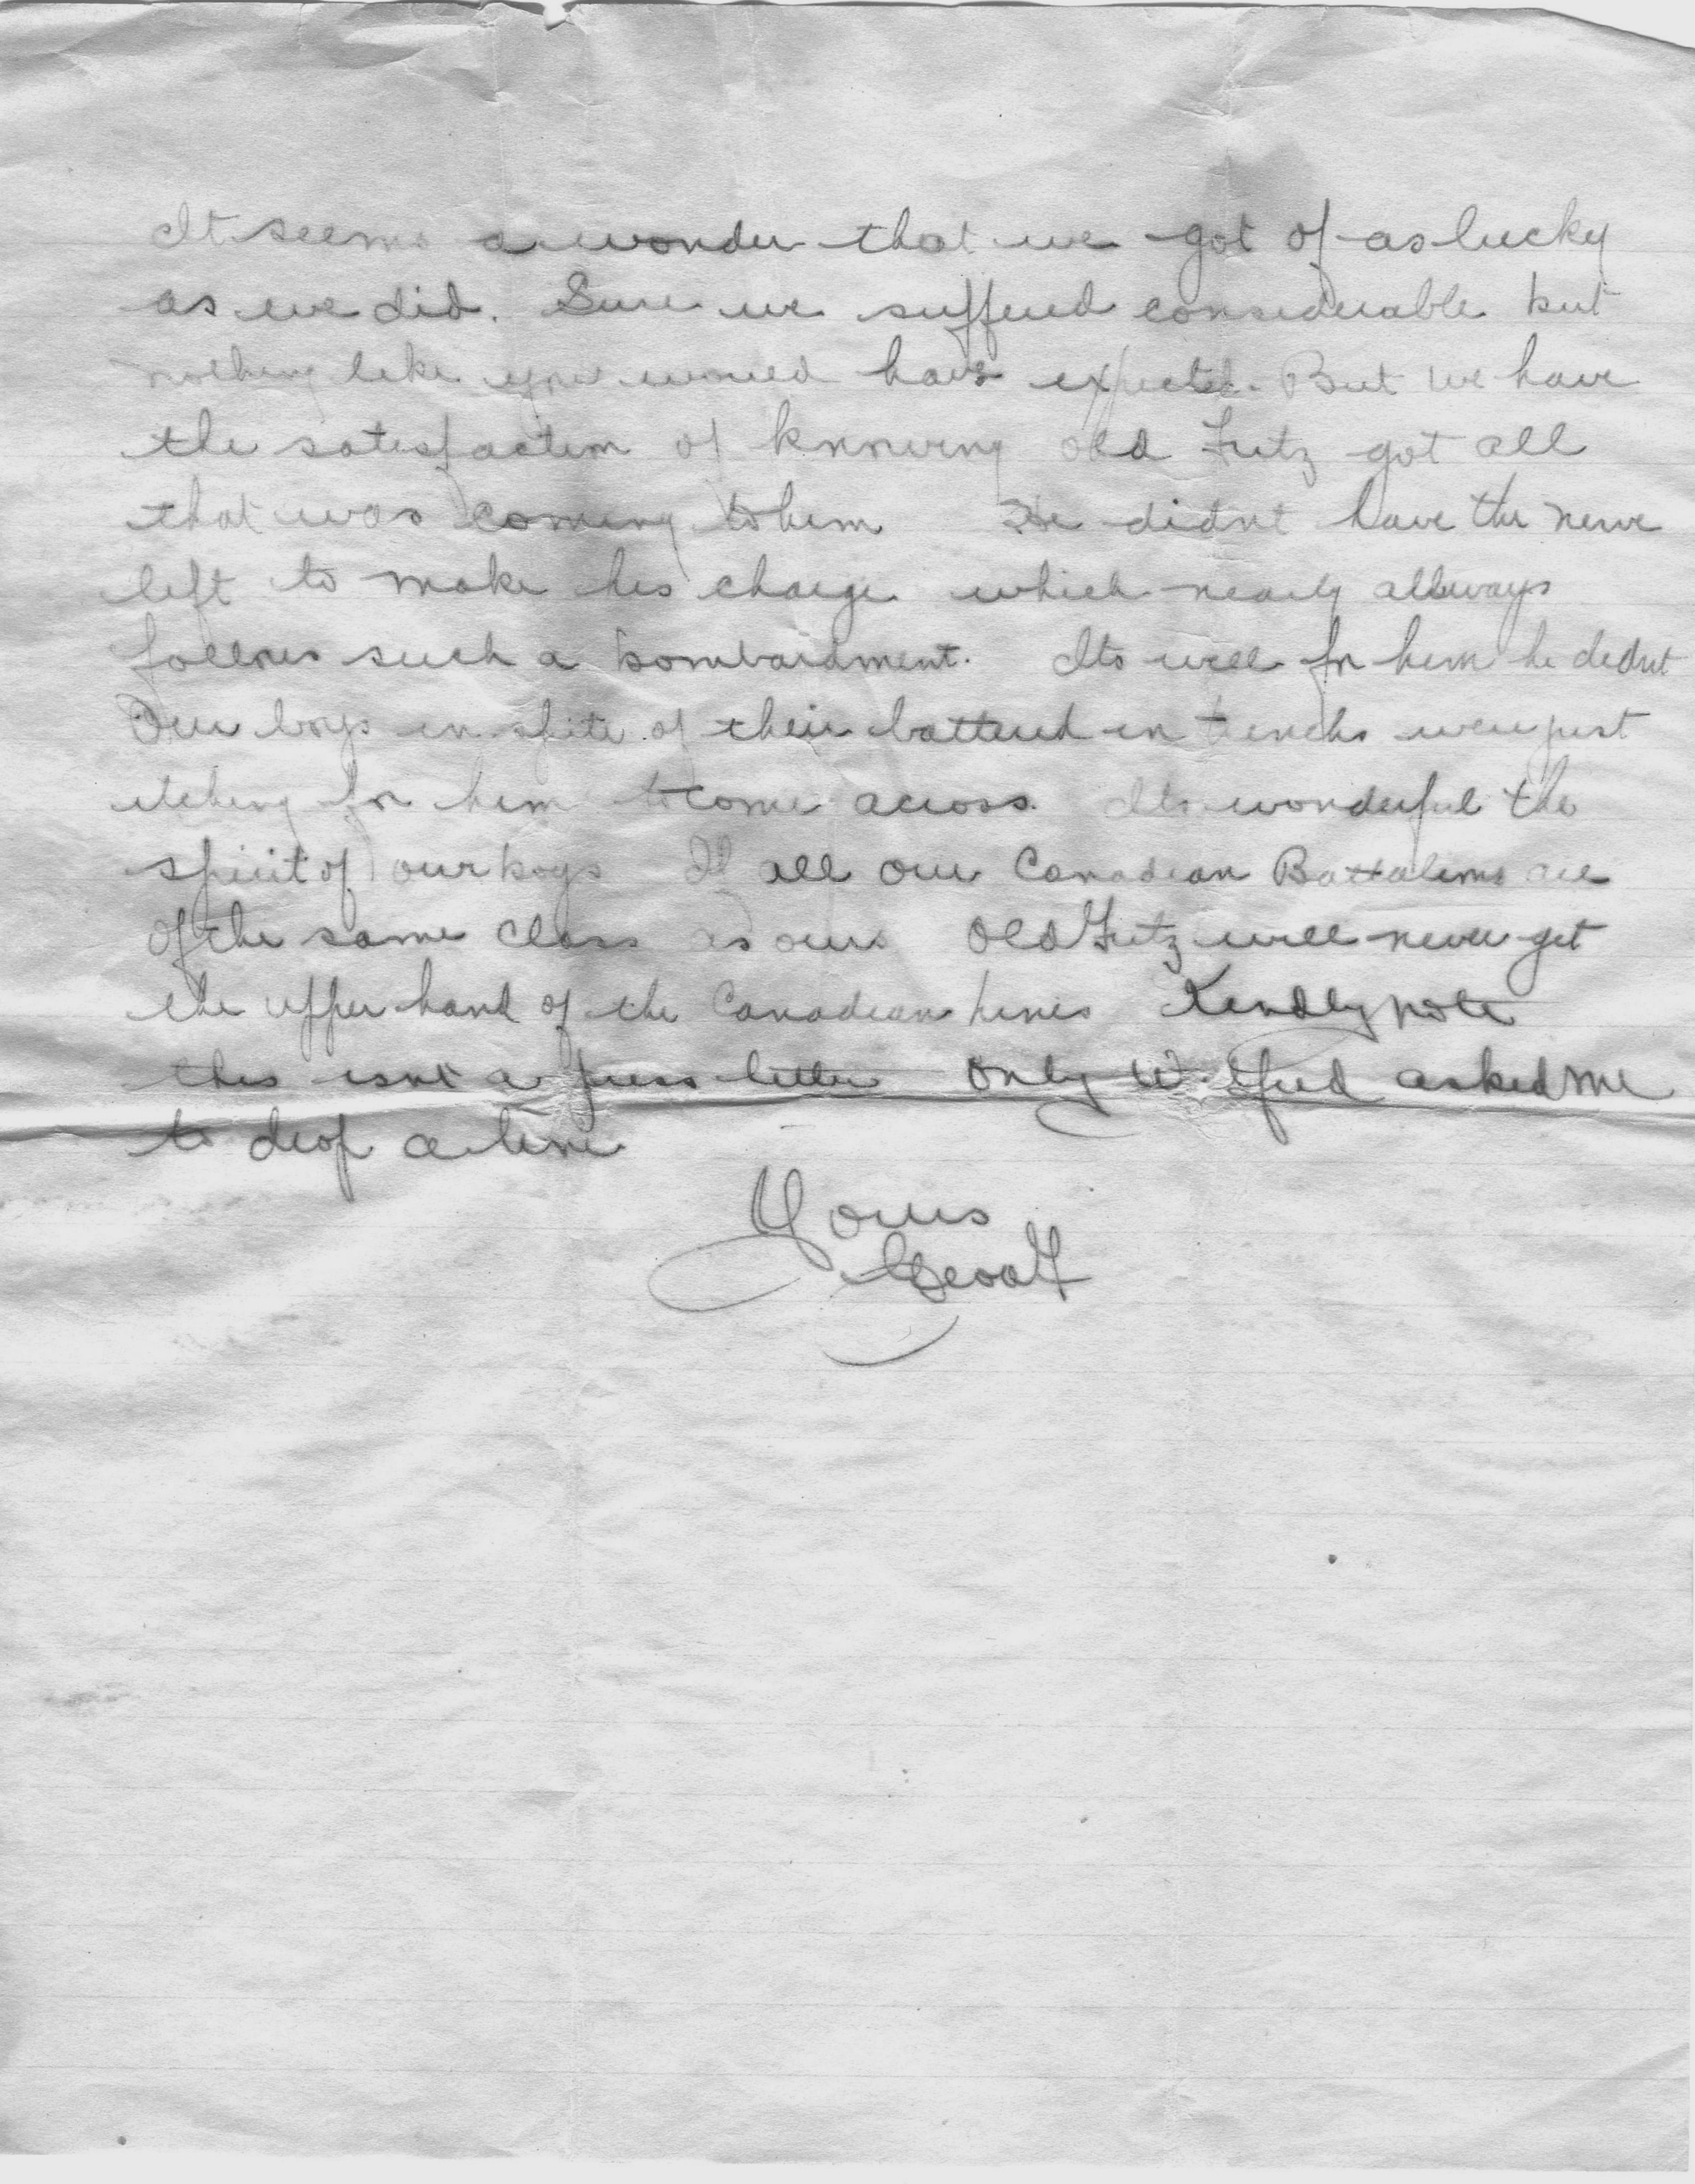 It seems a wonder that we got of as lucky
as we did. Sure we suffered considerable but
nothing like you would have expected. But we have
the satisfaction of knowing old Fritz got all
that was coming to him He didnt have the nerve
left to make his charge which nearly allways
follows such a bombardment. Its well for him he didnt
Our boys in spite of their battered in trenchs were just
itching for him to come across. Its wonderful the
spirit of our boys If all our Canadian Battalions are
of the same class as ours Old Fritz will never get
the upper hand of the Canadian lines Kindly note
this isnt a press letter only Wilfred asked me
to drop a line
Yours